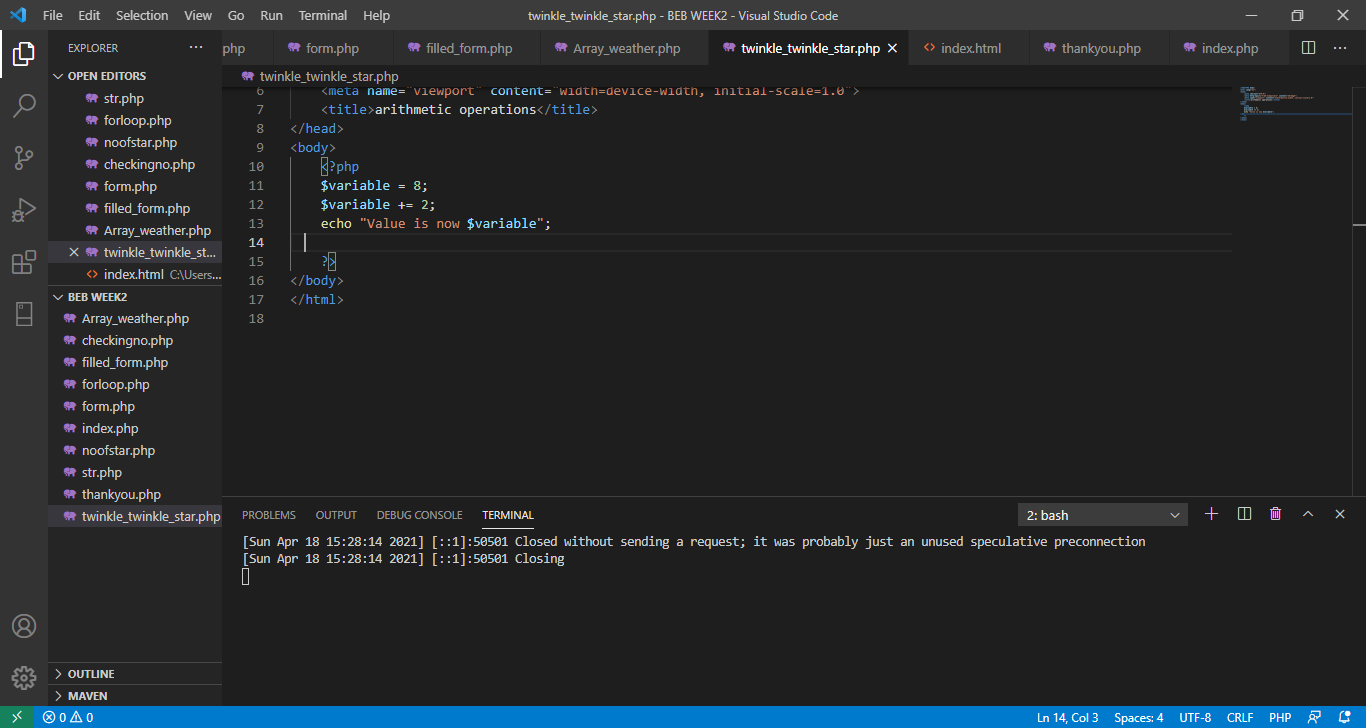 File Edit Selection View Go Run Terminal Help twinkle_twinkle_star.php - BEB WEEK2 - Visual Studio Code
EXPLORER
php form.php filled_form.php Array_weather.php twinkle_twinkle_star.php index.html thankyou.php index.php
OPEN EDITORS
str.php
forloop.php
noofstar.php
checkingno.php
form.php
filled_form.php
Array_weather.php
twinkle_twinkle_st...
index.html C:\Users...
BEB WEEK2
Array_weather.php
checkingno.php
filled_form.php
forloop.php
form.php
index.php
noofstar.php
str.php
thankyou.php
twinkle_twinkle_star.php
OUTLINE
MAVEN
twinkle_twinkle_star.php
6 <meta name="viewport" content="width=device-width, initial-scale=1.0">
7 <title>arithmetic operations</title>
8 </head>
9 <body>
10 <?php
11 $variable = 8;
12 $variable += 2;
13 echo "Value is now $variable";
14
15 ?>
16 </body>
17 </html>
18
PROBLEMS OUTPUT DEBUG CONSOLE TERMINAL 2: bash
[Sun Apr 18 15:28:14 2021] [::1]:50501 Closed without sending a request; it was probably just an unused speculative preconnection
[Sun Apr 18 15:28:14 2021] [::1]:50501 Closing
0 0 Ln 14, Col 3 Spaces: 4 UTF-8 CRLF PHP